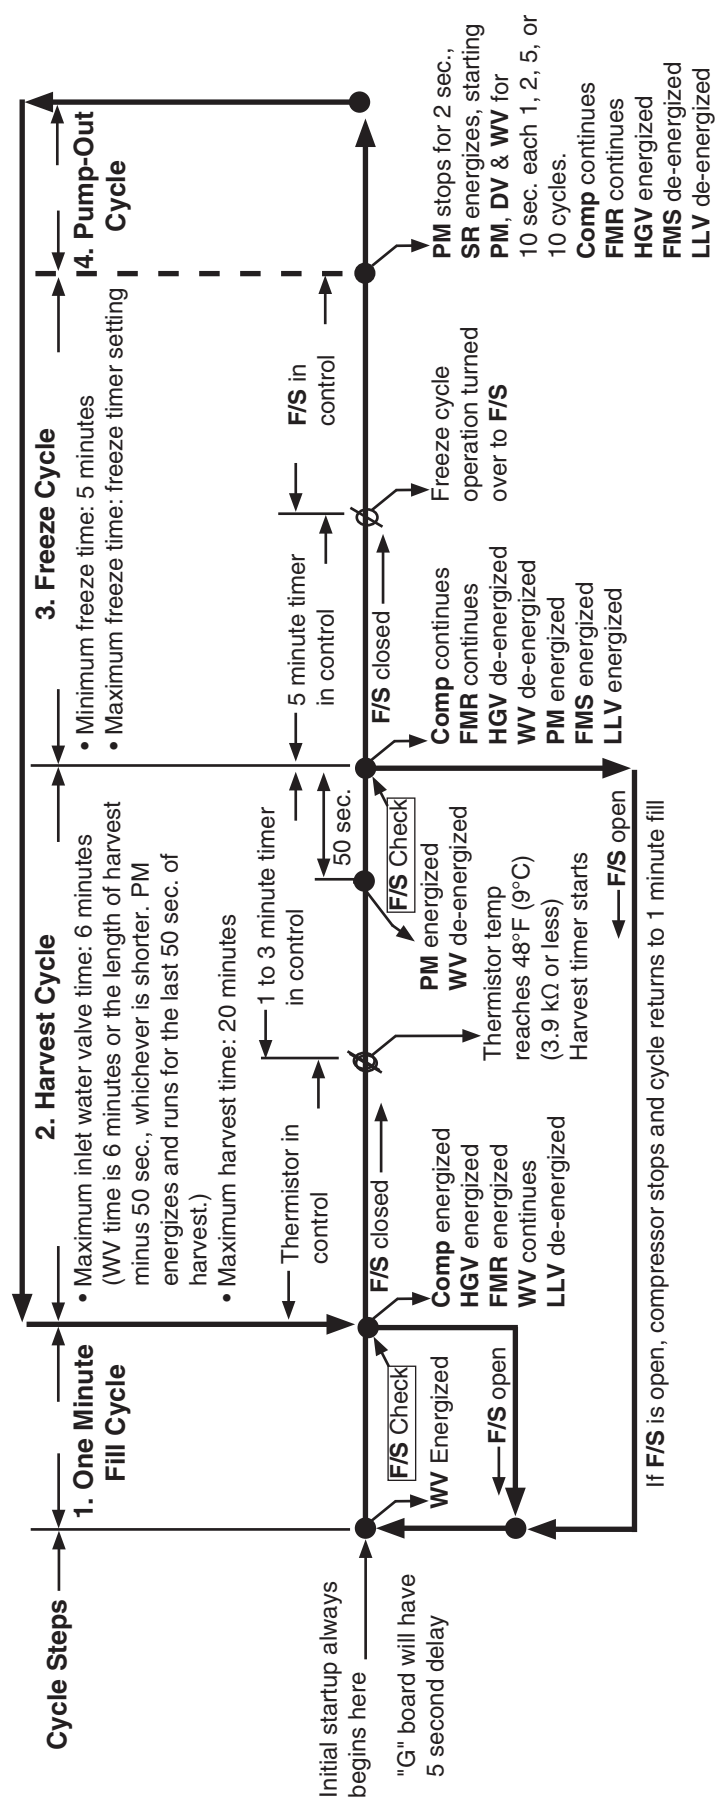 Cycle Steps
1. One Minute
Fill Cycle
2. Harvest Cycle
• Maximum inlet water valve time: 6 minutes
(WV time is 6 minutes or the length of harvest
minus 50 sec., whichever is shorter. PM
energizes and runs for the last 50 sec. of
harvest.)
• Maximum harvest time: 20 minutes
3. Freeze Cycle
• Minimum freeze time: 5 minutes
• Maximum freeze time: freeze timer setting
4. Pump-Out
Cycle
Thermistor in
control
1 to 3 minute timer
in control
50 sec.
5 minute timer
in control
F/S in
control
Initial startup always
begins here
"G" board will have
5 second delay
F/S Check
WV Energized
F/S open
F/S closed
Comp energized
HGV energized
FMR energized
WV continues
LLV de-energized
Thermistor temp
reaches 48°F (9°C)
(3.9 kΩ or less)
Harvest timer starts
PM energized
WV de-energized
F/S Check
F/S open
F/S closed
Comp continues
FMR continues
HGV de-energized
WV de-energized
PM energized
FMS energized
LLV energized
Freeze cycle
operation turned
over to F/S
PM stops for 2 sec.,
SR energizes, starting
PM, DV & WV for
10 sec. each 1, 2, 5, or
10 cycles.
Comp continues
FMR continues
HGV energized
FMS de-energized
LLV de-energized
If F/S is open, compressor stops and cycle returns to 1 minute fill